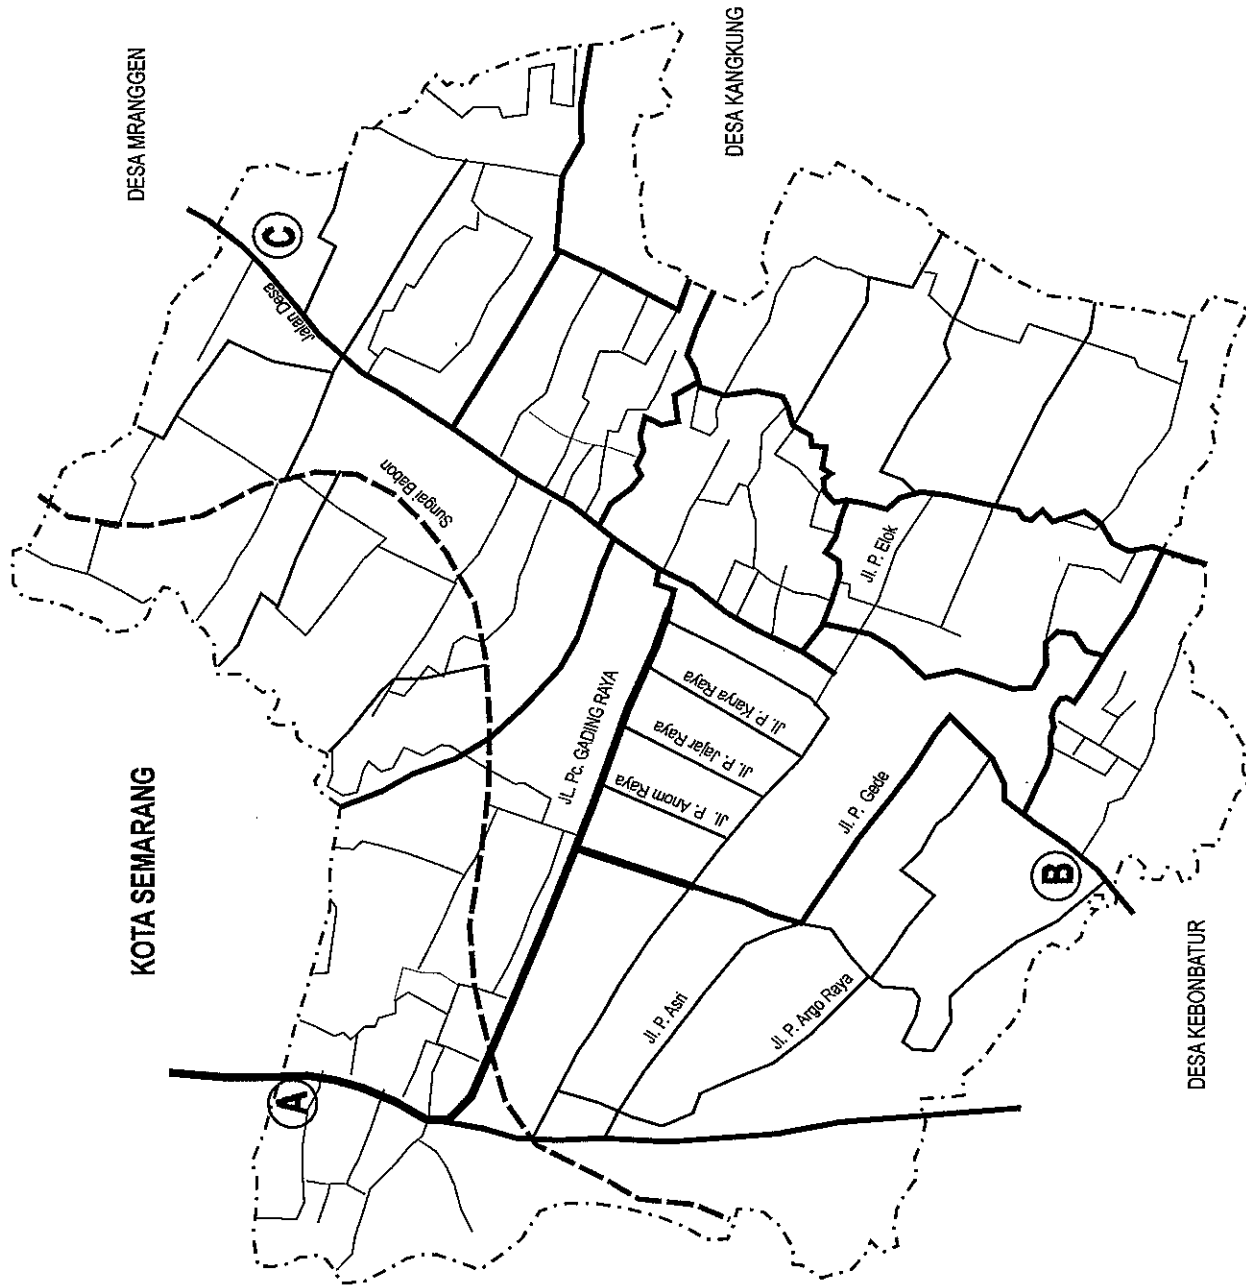 DESA MRANGGEN
DESA KANGKUNG
C
Jalan Desa
Sungai Babon
KOTA SEMARANG
JL. Pc. GADING RAYA
Jl. P. Karya Raya
Jl. P. Jajar Raya
Jl. P. Anom Raya
Jl. P. Elok
Jl. P. Gede
A
Jl. P. Asri
Jl. P. Argo Raya
B
DESA KEBONBATUR